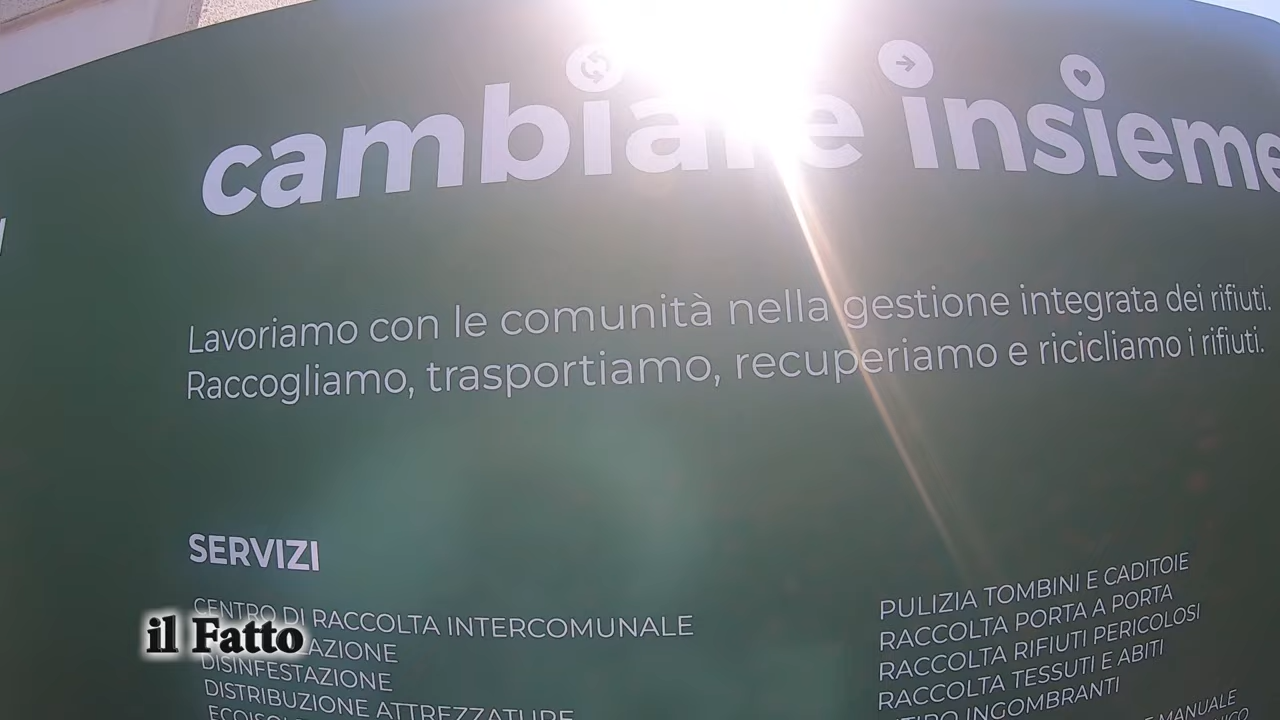 cambiare insieme
Lavoriamo con le comunità nella gestione integrata dei rifiuti.
Raccogliamo, trasportiamo, recuperiamo e ricicliamo i rifiuti.
SERVIZI
CENTRO DI RACCOLTA INTERCOMUNALE
DISINFESTAZIONE
DISTRIBUZIONE ATTREZZATURE
PULIZIA TOMBINI E CADITOIE
RACCOLTA PORTA A PORTA
RACCOLTA RIFIUTI PERICOLOSI
RACCOLTA TESSUTI E ABITI
RITIRO INGOMBRANTI
MANUALE
il Fatto